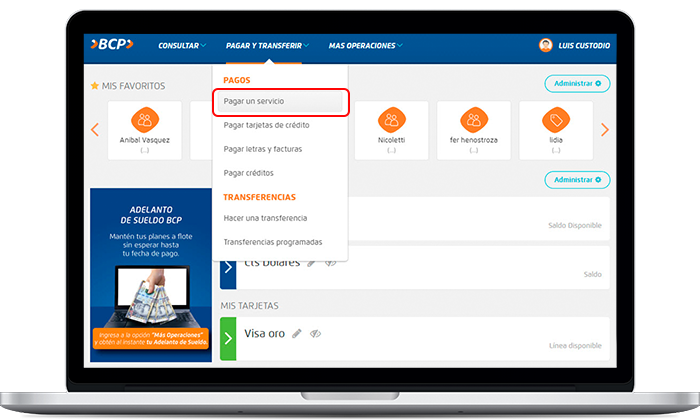 BCP
CONSULTAR
PAGAR Y TRANSFERIR
MAS OPERACIONES
LUIS CUSTODIO
MIS FAVORITOS
Administrar
PAGOS
Pagar un servicio
Pagar tarjetas de crédito
Pagar letras y facturas
Pagar créditos
TRANSFERENCIAS
Hacer una transferencia
Transferencias programadas
Anibal Vasquez
(...)
Nicoletti
(...)
fer henostroza
(...)
lidia
(...)
Administrar
ADELANTO
DE SUELDO BCP
Mantén tus planes a flote
sin esperar hasta
tu fecha de pago.
Ingresa a la opción "Más Operaciones"
y obtén al instante tu Adelanto de Sueldo.
Saldo Disponible
Cts Dolares
Saldo
MIS TARJETAS
Visa oro
Línea disponible